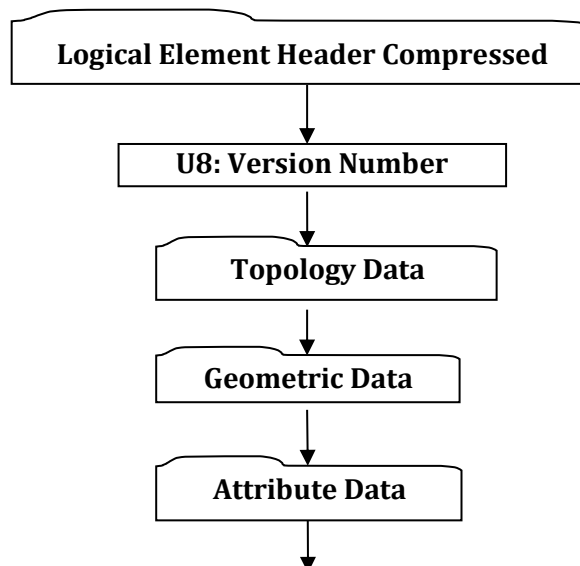 Logical Element Header Compressed
U8: Version Number
Topology Data
Geometric Data
Attribute Data